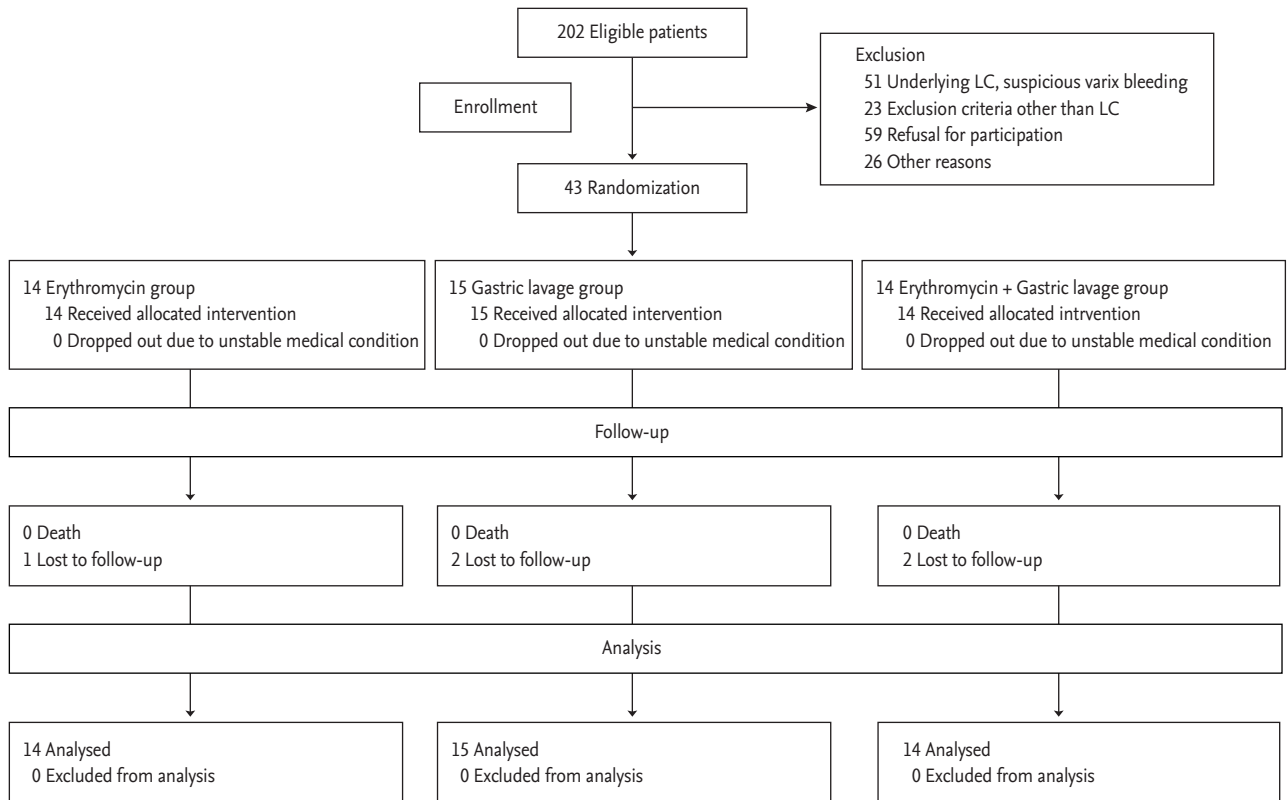 202 Eligible patients
Enrollment
Exclusion
51 Underlying LC, suspicious varix bleeding
23 Exclusion criteria other than LC
59 Refusal for participation
26 Other reasons
43 Randomization
14 Erythromycin group
14 Received allocated intervention
0 Dropped out due to unstable medical condition
15 Gastric lavage group
15 Received allocated intervention
0 Dropped out due to unstable medical condition
14 Erythromycin + Gastric lavage group
14 Received allocated intrvention
0 Dropped out due to unstable medical condition
Follow-up
0 Death
1 Lost to follow-up
0 Death
2 Lost to follow-up
0 Death
2 Lost to follow-up
Analysis
14 Analysed
0 Excluded from analysis
15 Analysed
0 Excluded from analysis
14 Analysed
0 Excluded from analysis